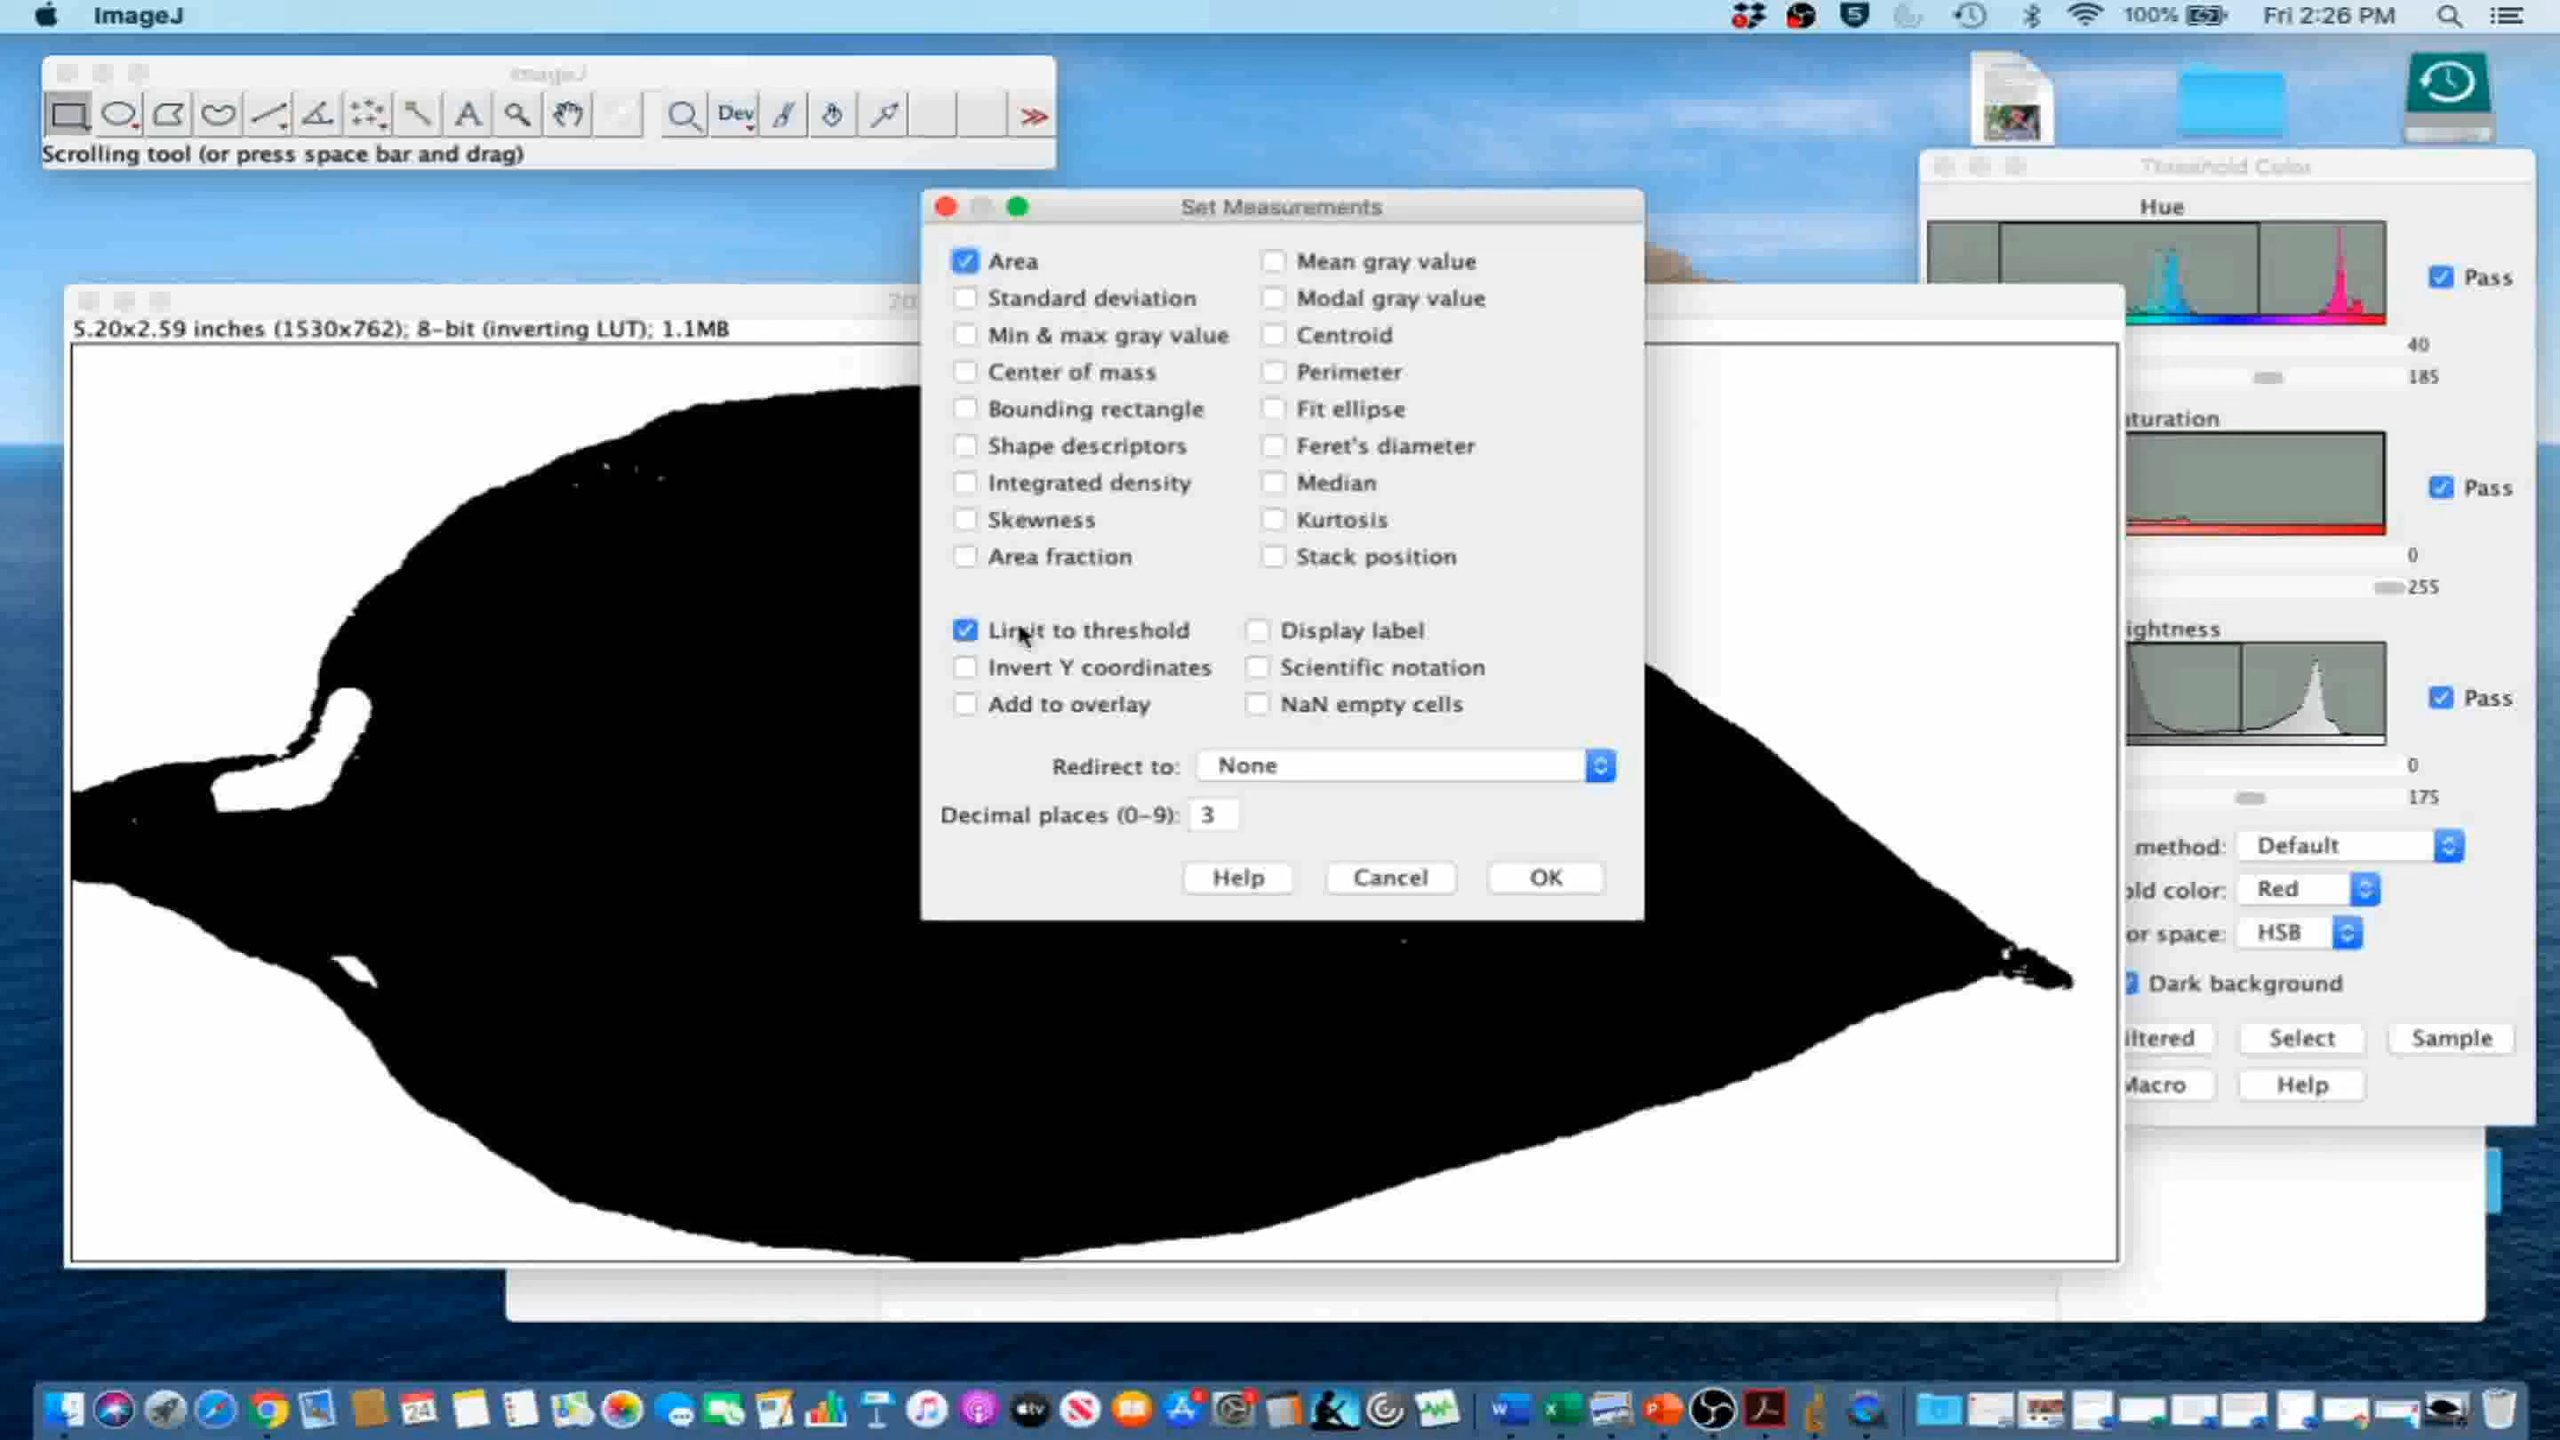 ImageJ
100%
Fri 2:26 PM
ImageJ
Dev
Scrolling tool (or press space bar and drag)
Threshold Color
Hue
Pass
40
185
turation
Pass
0
255
ightness
Pass
0
175
method: Default
old color: Red
or space: HSB
Dark background
iltered
Select
Sample
Macro
Help
5.20x2.59 inches (1530x762); 8-bit (inverting LUT); 1.1MB
Set Measurements
Area
Mean gray value
Standard deviation
Modal gray value
Min & max gray value
Centroid
Center of mass
Perimeter
Bounding rectangle
Fit ellipse
Shape descriptors
Feret's diameter
Integrated density
Median
Skewness
Kurtosis
Area fraction
Stack position
Limit to threshold
Display label
Invert Y coordinates
Scientific notation
Add to overlay
NaN empty cells
Redirect to: None
Decimal places (0-9): 3
Help
Cancel
OK
24
tv